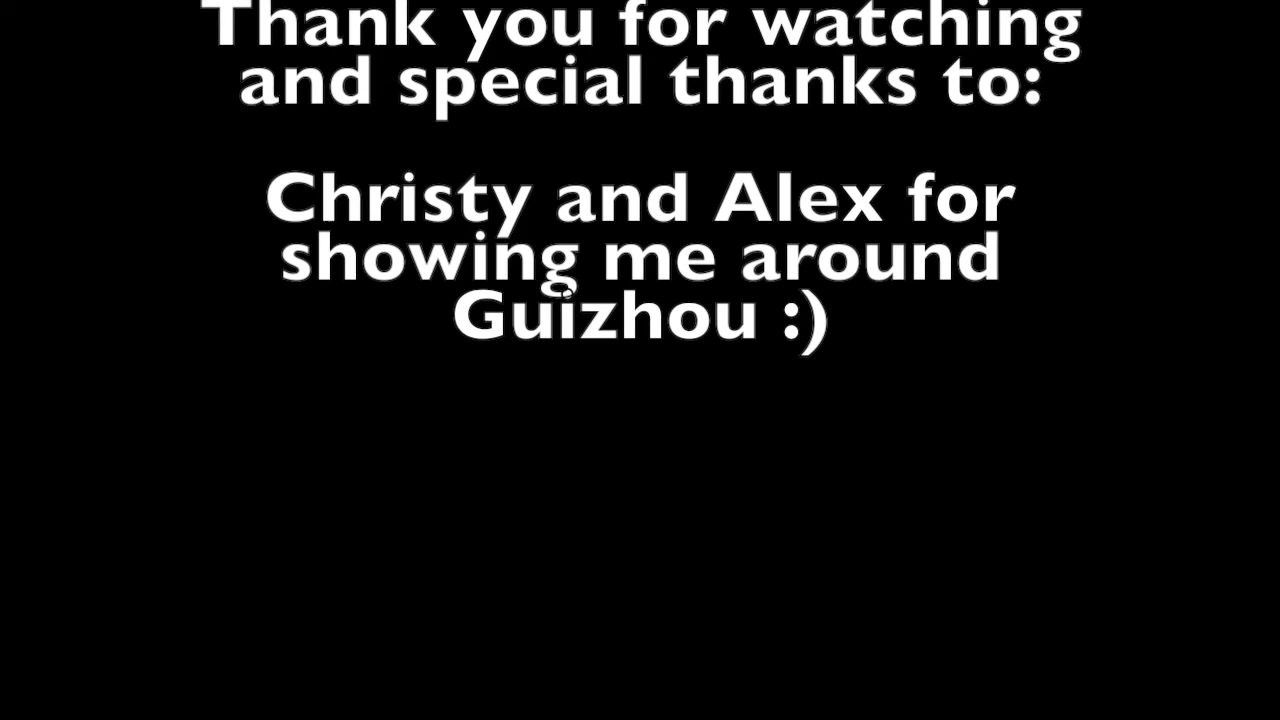 Thank you for watching
and special thanks to:
Christy and Alex for
showing me around
Guizhou :)